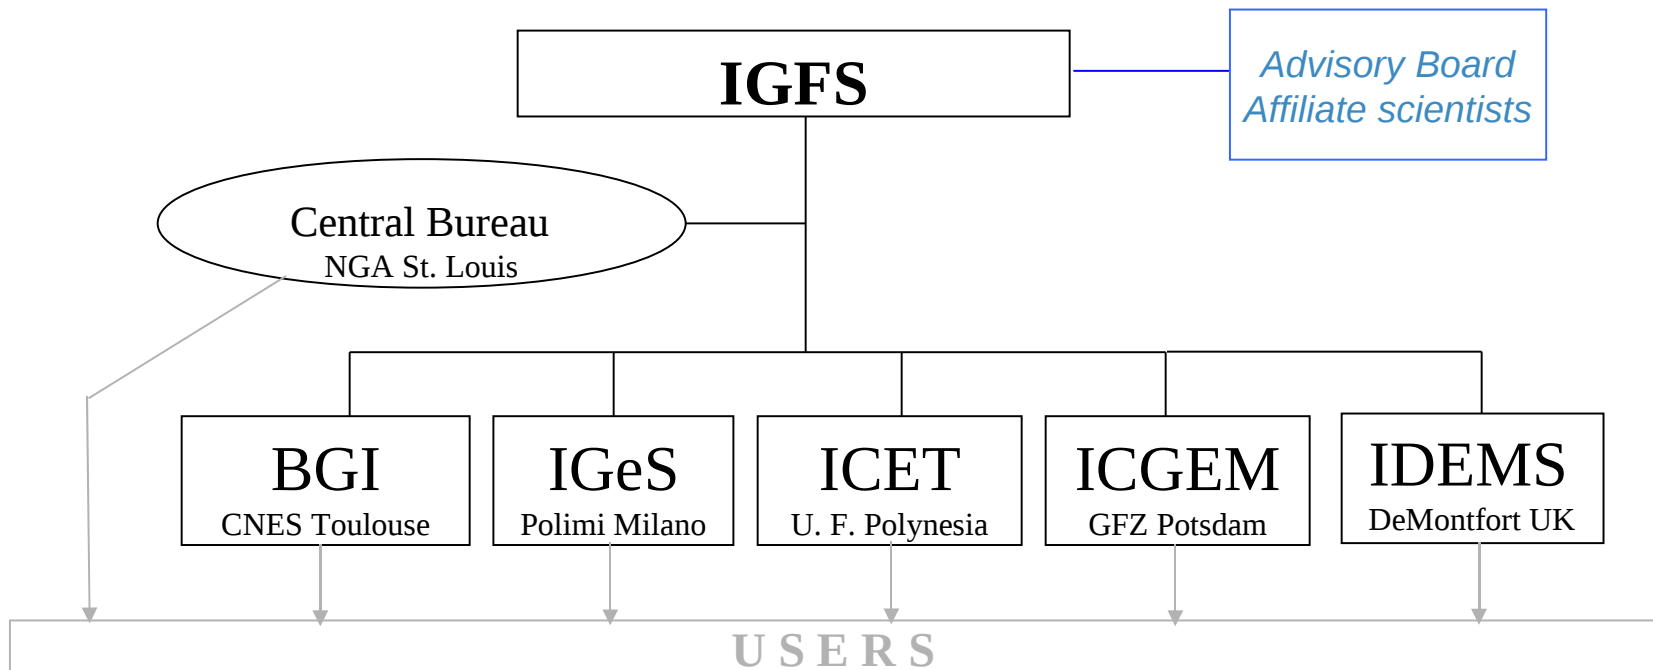 IGFS
Advisory Board
Affiliate scientists
Central Bureau
NGA St. Louis
BGI
CNES Toulouse
IGeS
Polimi Milano
ICET
U. F. Polynesia
ICGEM
GFZ Potsdam
IDEMS
DeMontfort UK
U S E R S